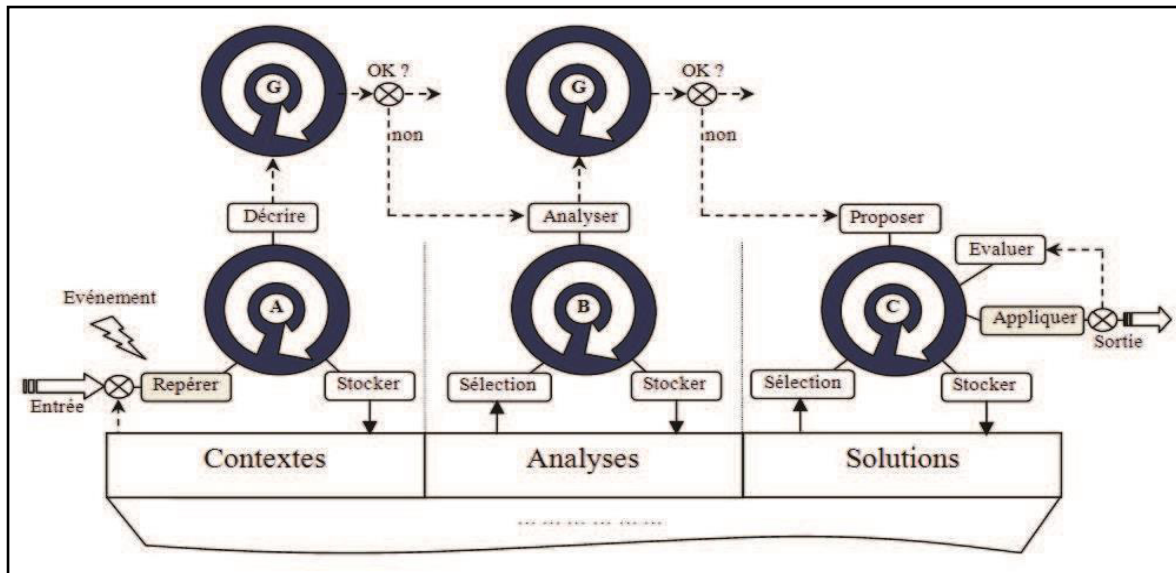 OK ?
OK ?
G
G
non
non
Décrire
Analyser
Proposer
Evaluer
Evénement
A
B
C
Appliquer
Sortie
Repérer
Stocker
Sélection
Stocker
Sélection
Stocker
Entrée
Contextes
Analyses
Solutions
... ... ... ... ... ...